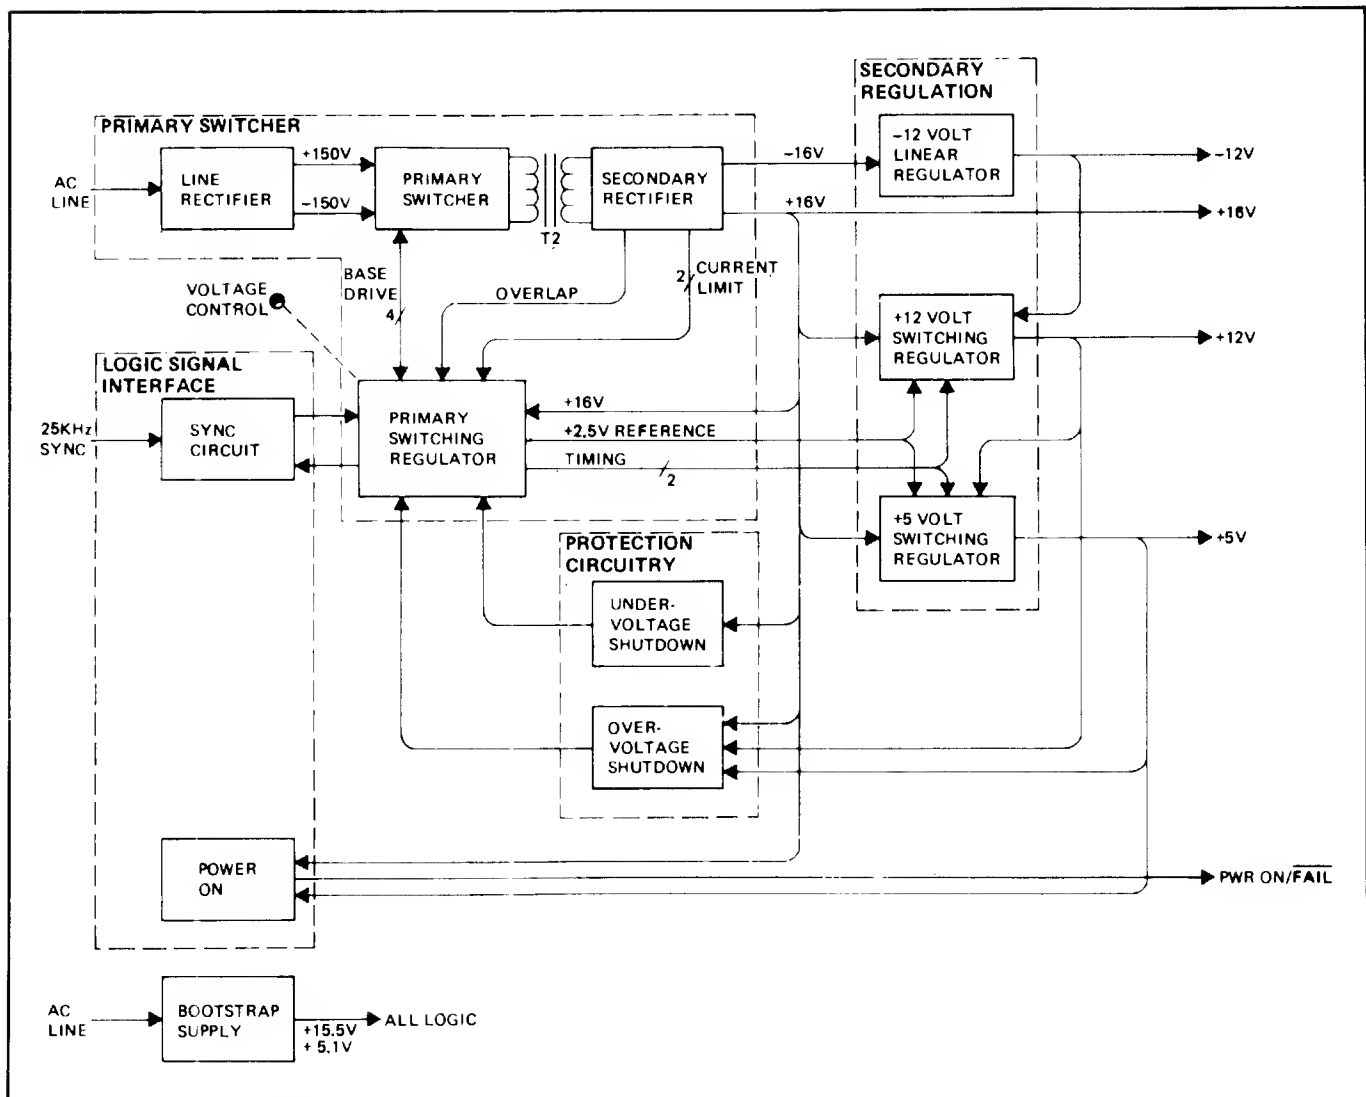 SECONDARY
REGULATION
PRIMARY SWITCHER
AC
LINE
LINE
RECTIFIER
+150V
-150V
PRIMARY
SWITCHER
T2
SECONDARY
RECTIFIER
-16V
+16V
-12 VOLT
LINEAR
REGULATOR
-12V
+16V
VOLTAGE
CONTROL
BASE
DRIVE
4
OVERLAP
2
CURRENT
LIMIT
+12 VOLT
SWITCHING
REGULATOR
+12V
LOGIC SIGNAL
INTERFACE
25KHz
SYNC
SYNC
CIRCUIT
PRIMARY
SWITCHING
REGULATOR
+16V
+2.5V REFERENCE
TIMING
2
+5 VOLT
SWITCHING
REGULATOR
+5V
PROTECTION
CIRCUITRY
UNDER-
VOLTAGE
SHUTDOWN
OVER-
VOLTAGE
SHUTDOWN
POWER
ON
PWR ON/FAIL
AC
LINE
BOOTSTRAP
SUPPLY
+15.5V
+ 5.1V
ALL LOGIC